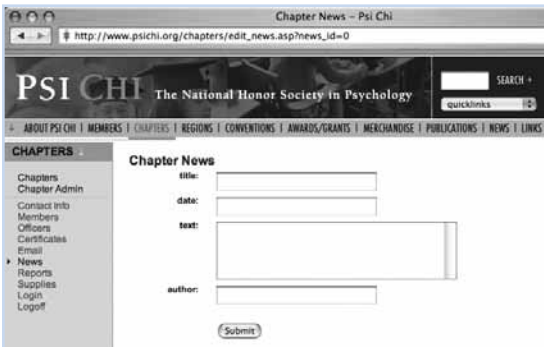 Chapter News – Psi Chi
http://www.psichi.org/chapters/edit_news.asp?news_id=0
PSI CHI The National Honor Society in Psychology
SEARCH
quicklinks
ABOUT PSI CHI | MEMBERS | CHAPTERS | REGIONS | CONVENTIONS | AWARDS/GRANTS | MERCHANDISE | PUBLICATIONS | NEWS | LINKS
CHAPTERS
Chapters
Chapter Admin
Contact Info
Members
Officers
Certificates
Email
News
Reports
Supplies
Login
Logoff
Chapter News
title:
date:
text:
author:
Submit